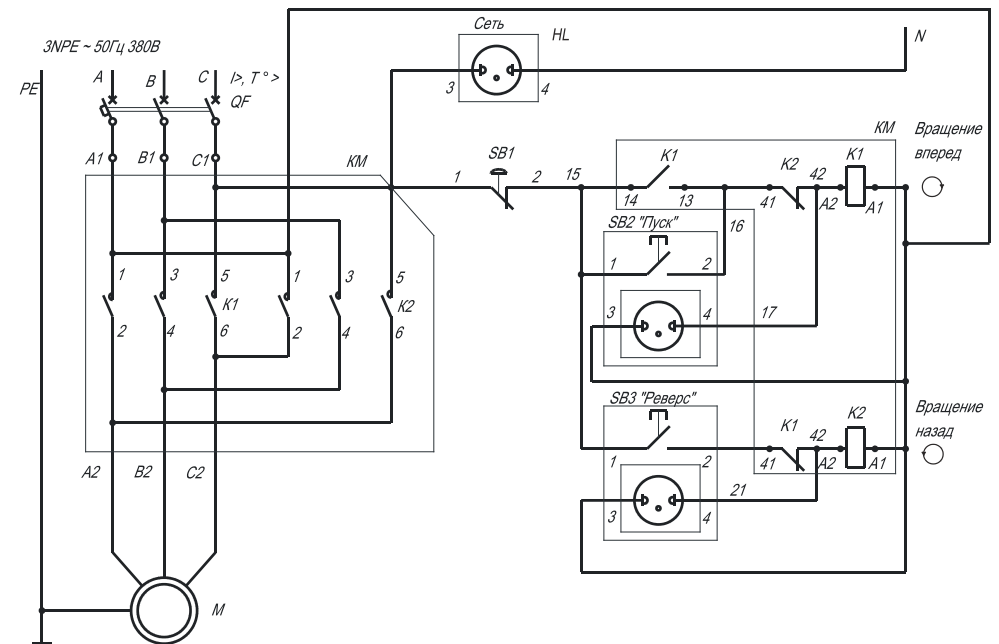 Сеть
HL
N
3NPE ~ 50Гц 380В
PE
A
B
C
I>, T°>
QF
3
4
A1
B1
C1
KM
SB1
1
2
15
KM
K1
14
13
K2
41
42
K1
A2
A1
Вращение
вперед
16
SB2 "Пуск"
1
2
3
4
17
1
3
5
K1
1
3
5
K2
2
4
6
2
4
6
SB3 "Реверс"
1
2
3
4
21
K1
41
42
K2
A2
A1
Вращение
назад
A2
B2
C2
M